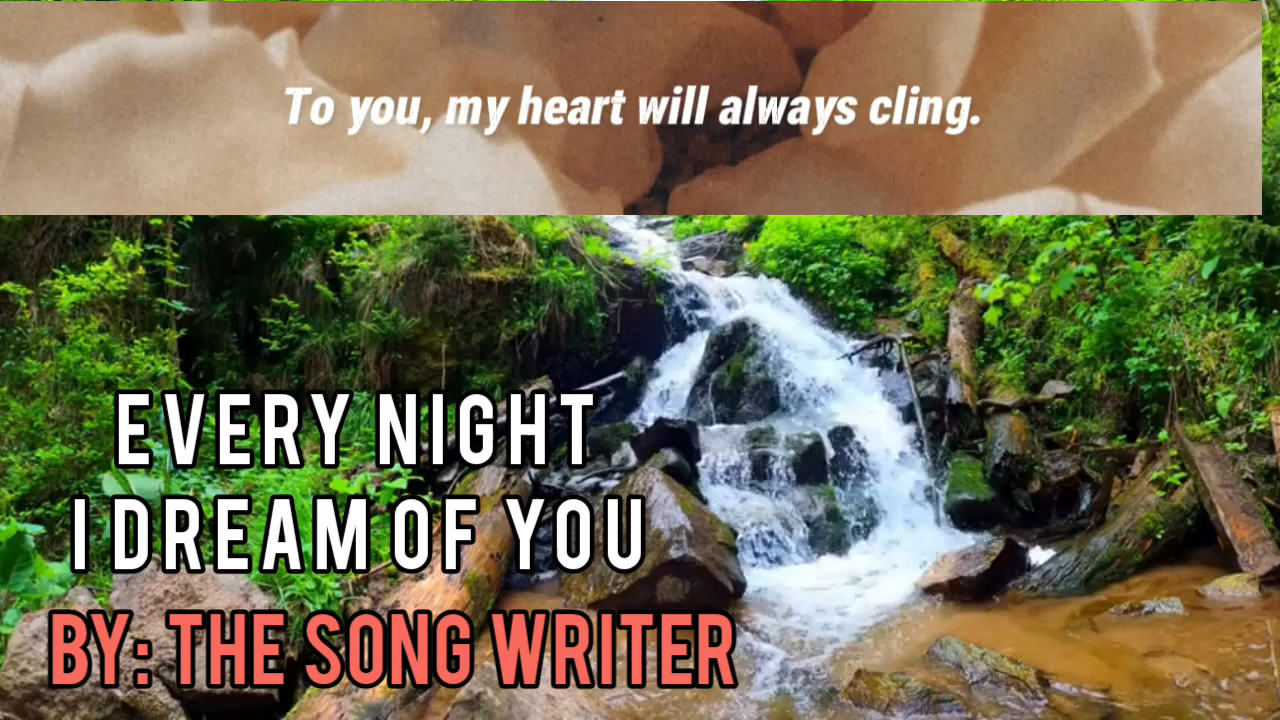 To you, my heart will always cling.
EVERY NIGHT
I DREAM OF YOU
BY: THE SONG WRITER